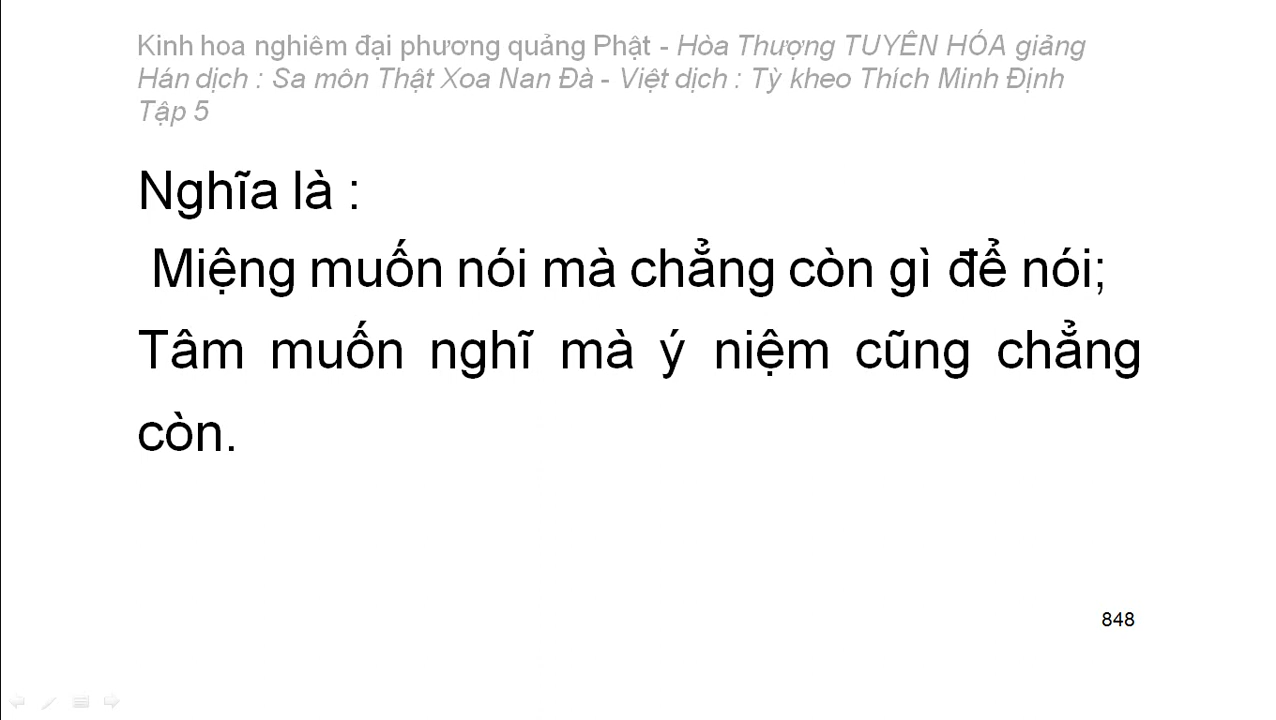 Kinh hoa nghiêm đại phương quảng Phật - Hòa Thượng TUYÊN HÓA giảng
Hán dịch : Sa môn Thật Xoa Nan Đà - Việt dịch : Tỳ kheo Thích Minh Định
Tập 5
Nghĩa là :
Miệng muốn nói mà chẳng còn gì để nói;
Tâm muốn nghĩ mà ý niệm cũng chẳng
còn.
848